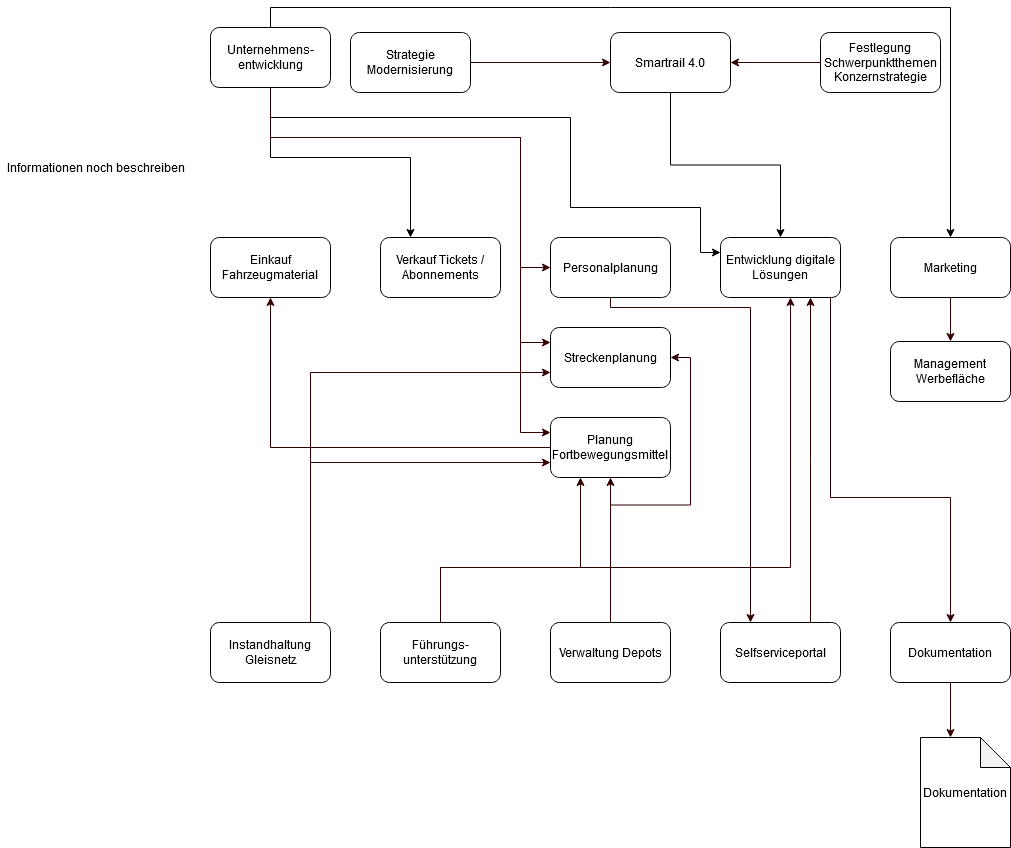 Unternehmens-
entwicklung
Strategie
Modernisierung
Smartrail 4.0
Festlegung
Schwerpunktthemen
Konzernstrategie
Informationen noch beschreiben
Einkauf
Fahrzeugmaterial
Verkauf Tickets /
Abonnements
Personalplanung
Entwicklung digitale
Lösungen
Marketing
Streckenplanung
Management
Werbefläche
Planung
Fortbewegungsmittel
Instandhaltung
Gleisnetz
Führungs-
unterstützung
Verwaltung Depots
Selfserviceportal
Dokumentation
Dokumentation